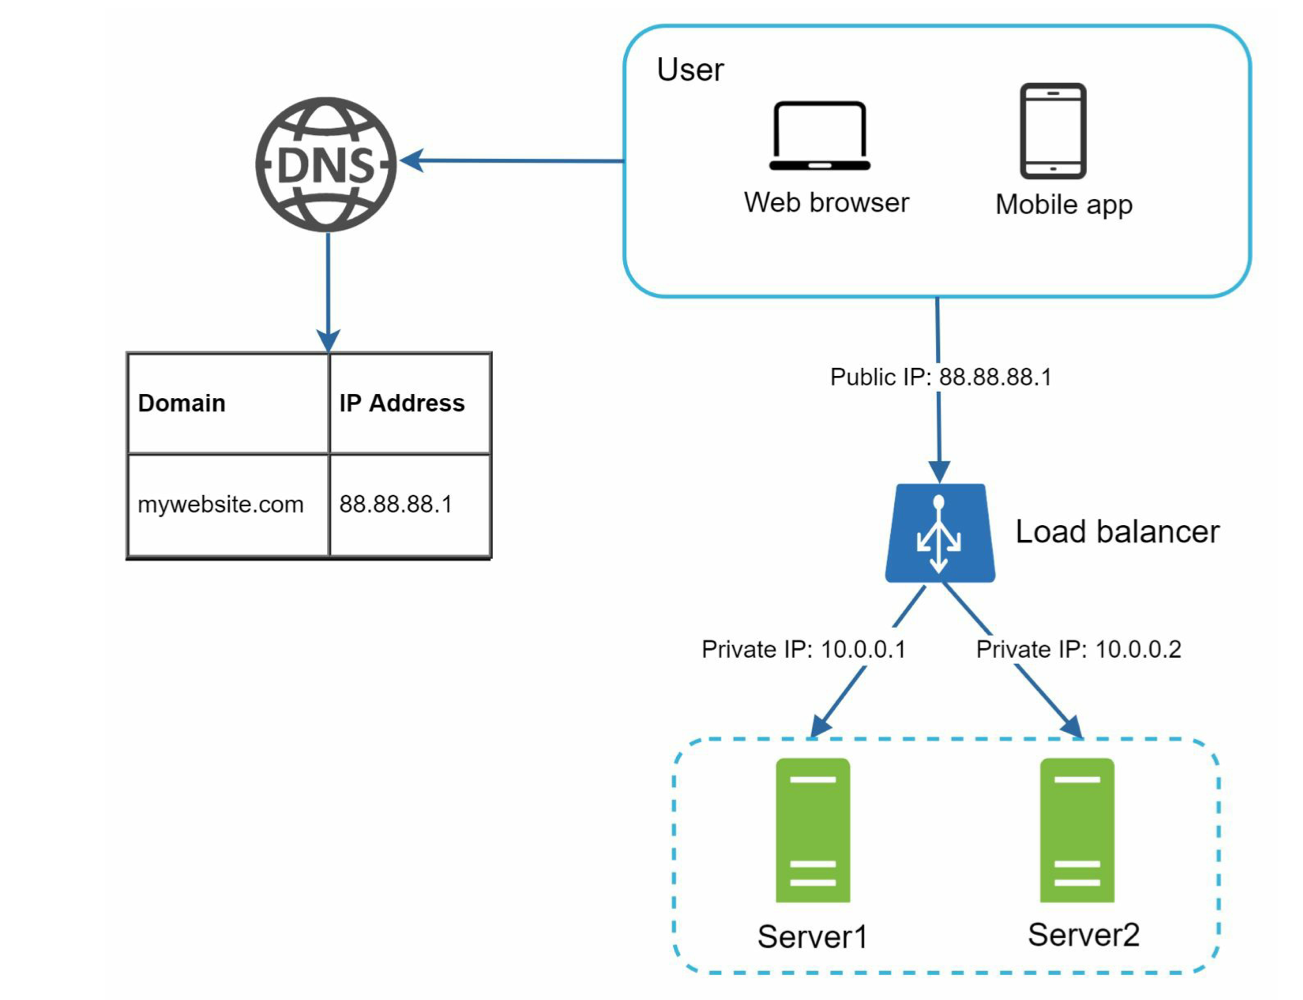 User
DNS
Web browser
Mobile app
Domain
IP Address
mywebsite.com
88.88.88.1
Public IP: 88.88.88.1
Load balancer
Private IP: 10.0.0.1
Private IP: 10.0.0.2
Server1
Server2